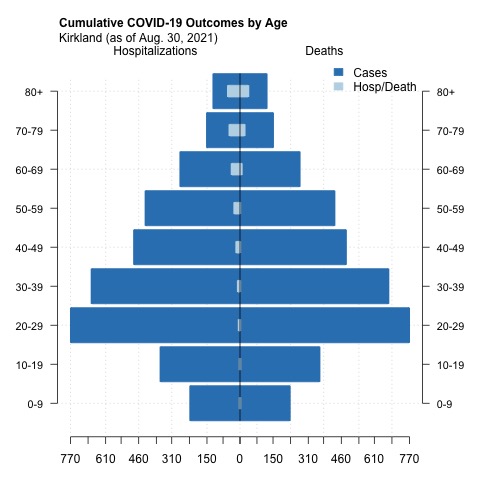 Cumulative COVID-19 Outcomes by Age
Kirkland (as of Aug. 30, 2021)
Hospitalizations Deaths
Cases
Hosp/Death
80+ 80+
70-79 70-79
60-69 60-69
50-59 50-59
40-49 40-49
30-39 30-39
20-29 20-29
10-19 10-19
0-9 0-9
770 610 460 310 150 0 150 310 460 610 770